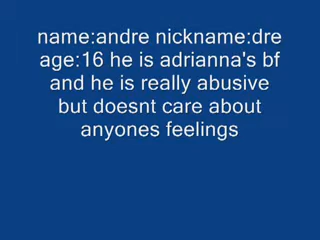 name:andre nickname:dre
age:16 he is adrianna's bf
and he is really abusive
but doesnt care about
anyones feelings